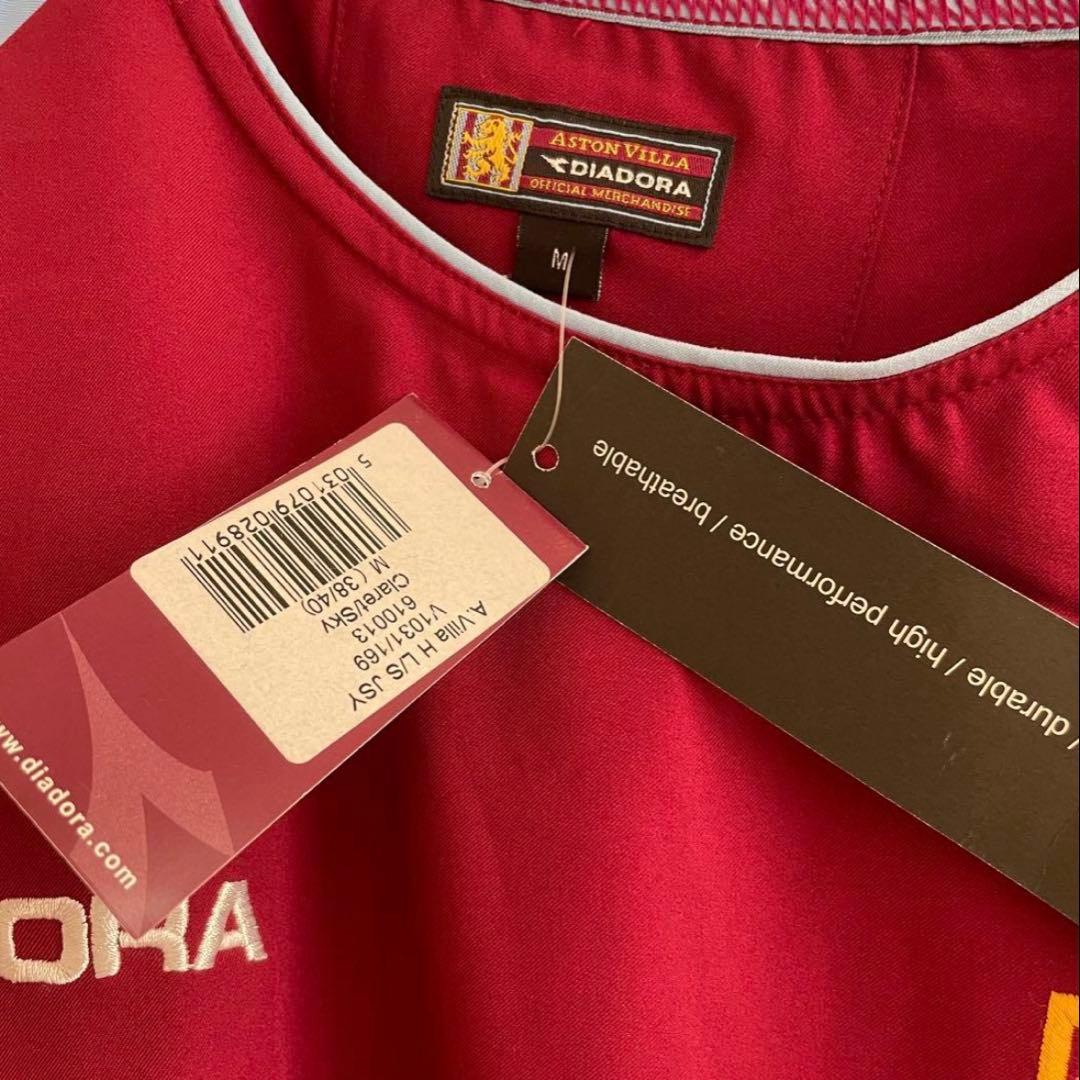 ASTON VILLA
DIADORA
OFFICIAL MERCHANDISE
M
/ durable / high performance / breathable
A.Villa H L/S JSY
V1031/169
610013
Claret/Sky
M ( 38/40)
5 031079 028911
www.diadora.com
ORA